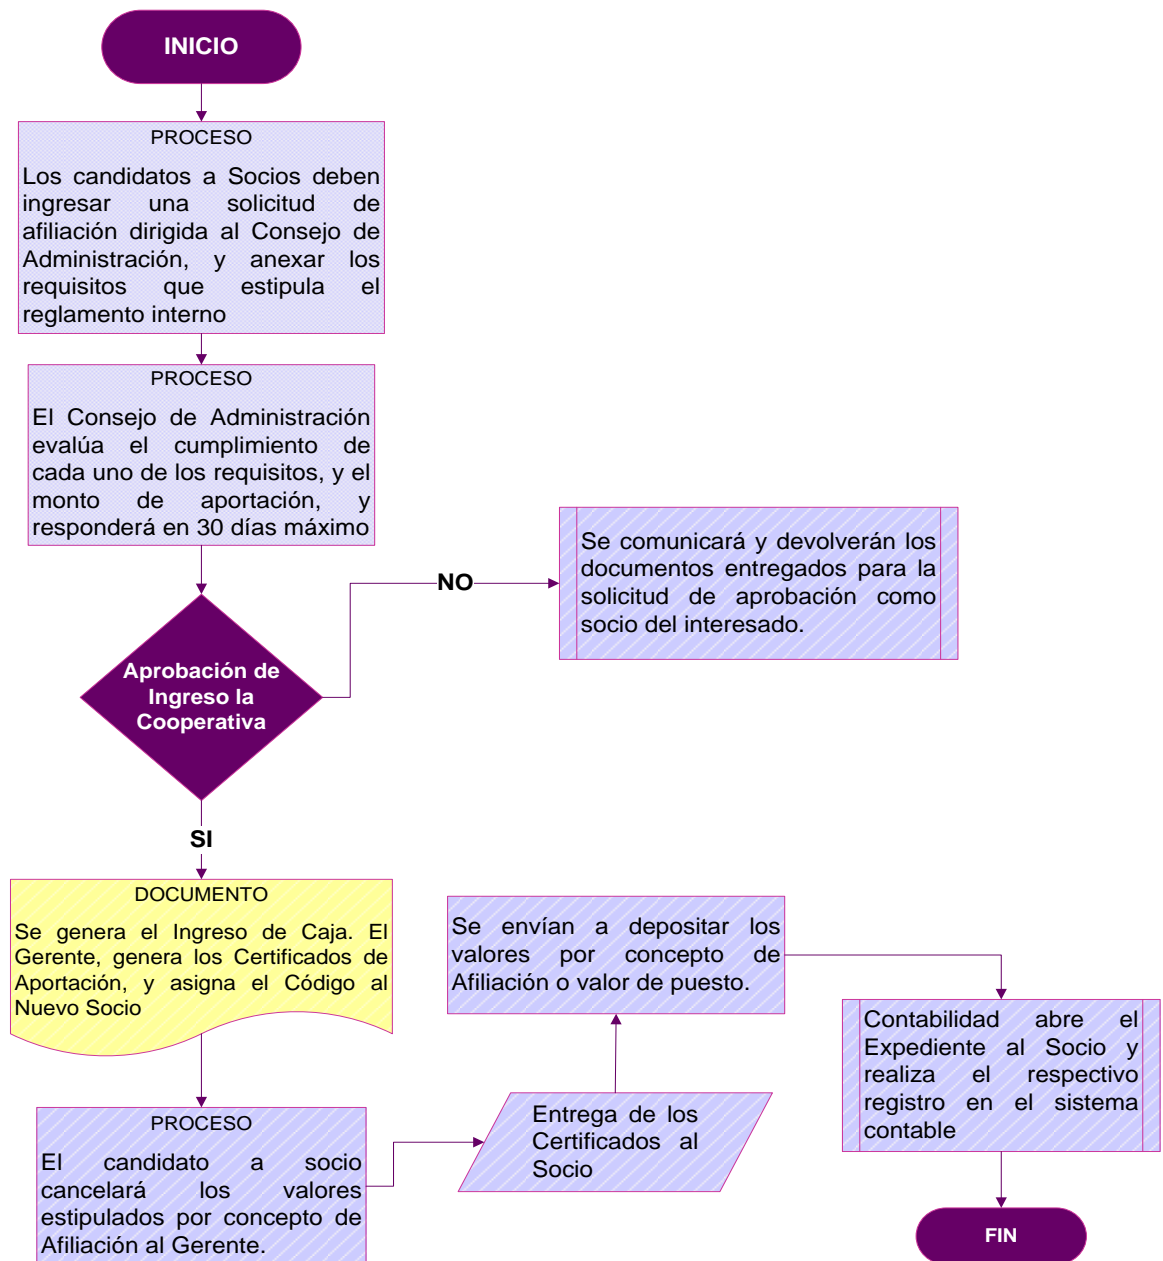 INICIO
PROCESO
Los candidatos a Socios deben
ingresar una solicitud de
afiliación dirigida al Consejo de
Administración, y anexar los
requisitos que estipula el
reglamento interno
PROCESO
El Consejo de Administración
evalúa el cumplimiento de
cada uno de los requisitos, y el
monto de aportación, y
responderá en 30 días máximo
NO
Se comunicará y devolverán los
documentos entregados para la
solicitud de aprobación como
socio del interesado.
Aprobación de
Ingreso la
Cooperativa
SI
DOCUMENTO
Se genera el Ingreso de Caja. El
Gerente, genera los Certificados de
Aportación, y asigna el Código al
Nuevo Socio
PROCESO
El candidato a socio
cancelará los valores
estipulados por concepto de
Afiliación al Gerente.
Entrega de los
Certificados al
Socio
Se envían a depositar los
valores por concepto de
Afiliación o valor de puesto.
Contabilidad abre el
Expediente al Socio y
realiza el respectivo
registro en el sistema
contable
FIN